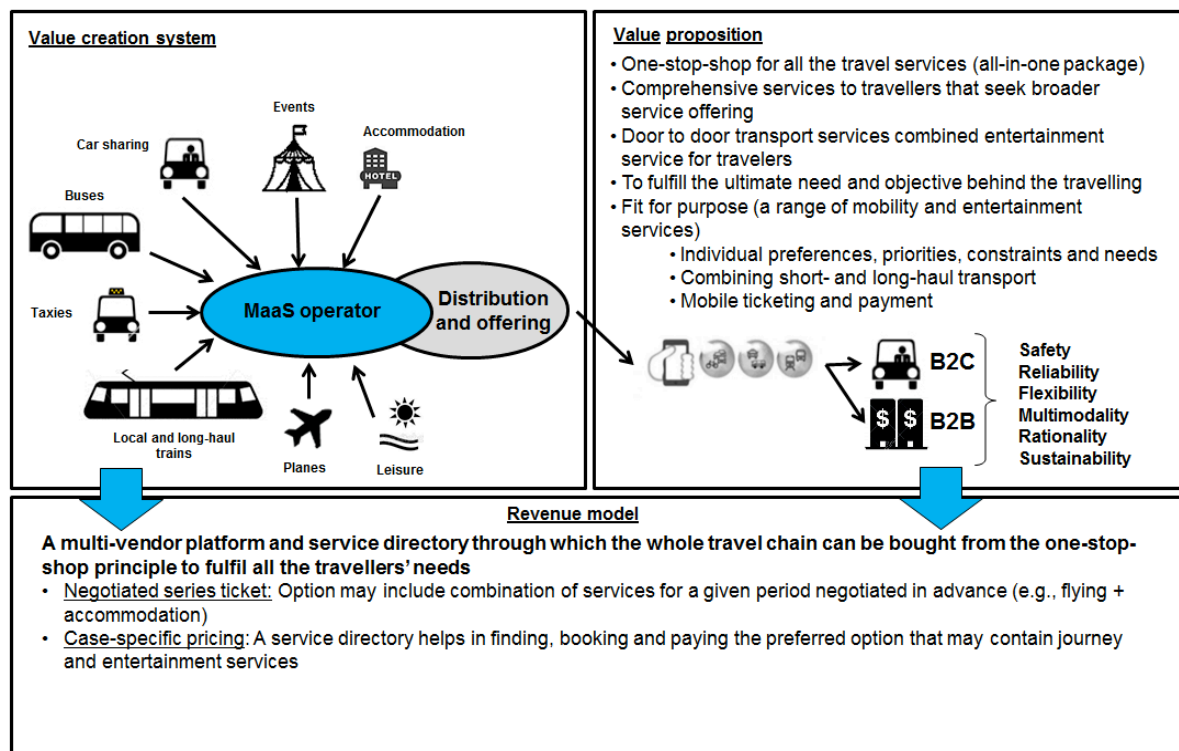 Value creation system
Events
Accommodation
Car sharing
HOTEL
Buses
Taxies
MaaS operator
Distribution
and offering
Local and long-haul
trains
Planes
Leisure
Value proposition
• One-stop-shop for all the travel services (all-in-one package)
• Comprehensive services to travellers that seek broader
service offering
• Door to door transport services combined entertainment
service for travelers
• To fulfill the ultimate need and objective behind the travelling
• Fit for purpose (a range of mobility and entertainment
services)
• Individual preferences, priorities, constraints and needs
• Combining short- and long-haul transport
• Mobile ticketing and payment
B2C
$ $ B2B
Safety
Reliability
Flexibility
Multimodality
Rationality
Sustainability
Revenue model
A multi-vendor platform and service directory through which the whole travel chain can be bought from the one-stop-
shop principle to fulfil all the travellers' needs
• Negotiated series ticket: Option may include combination of services for a given period negotiated in advance (e.g., flying +
accommodation)
• Case-specific pricing: A service directory helps in finding, booking and paying the preferred option that may contain journey
and entertainment services